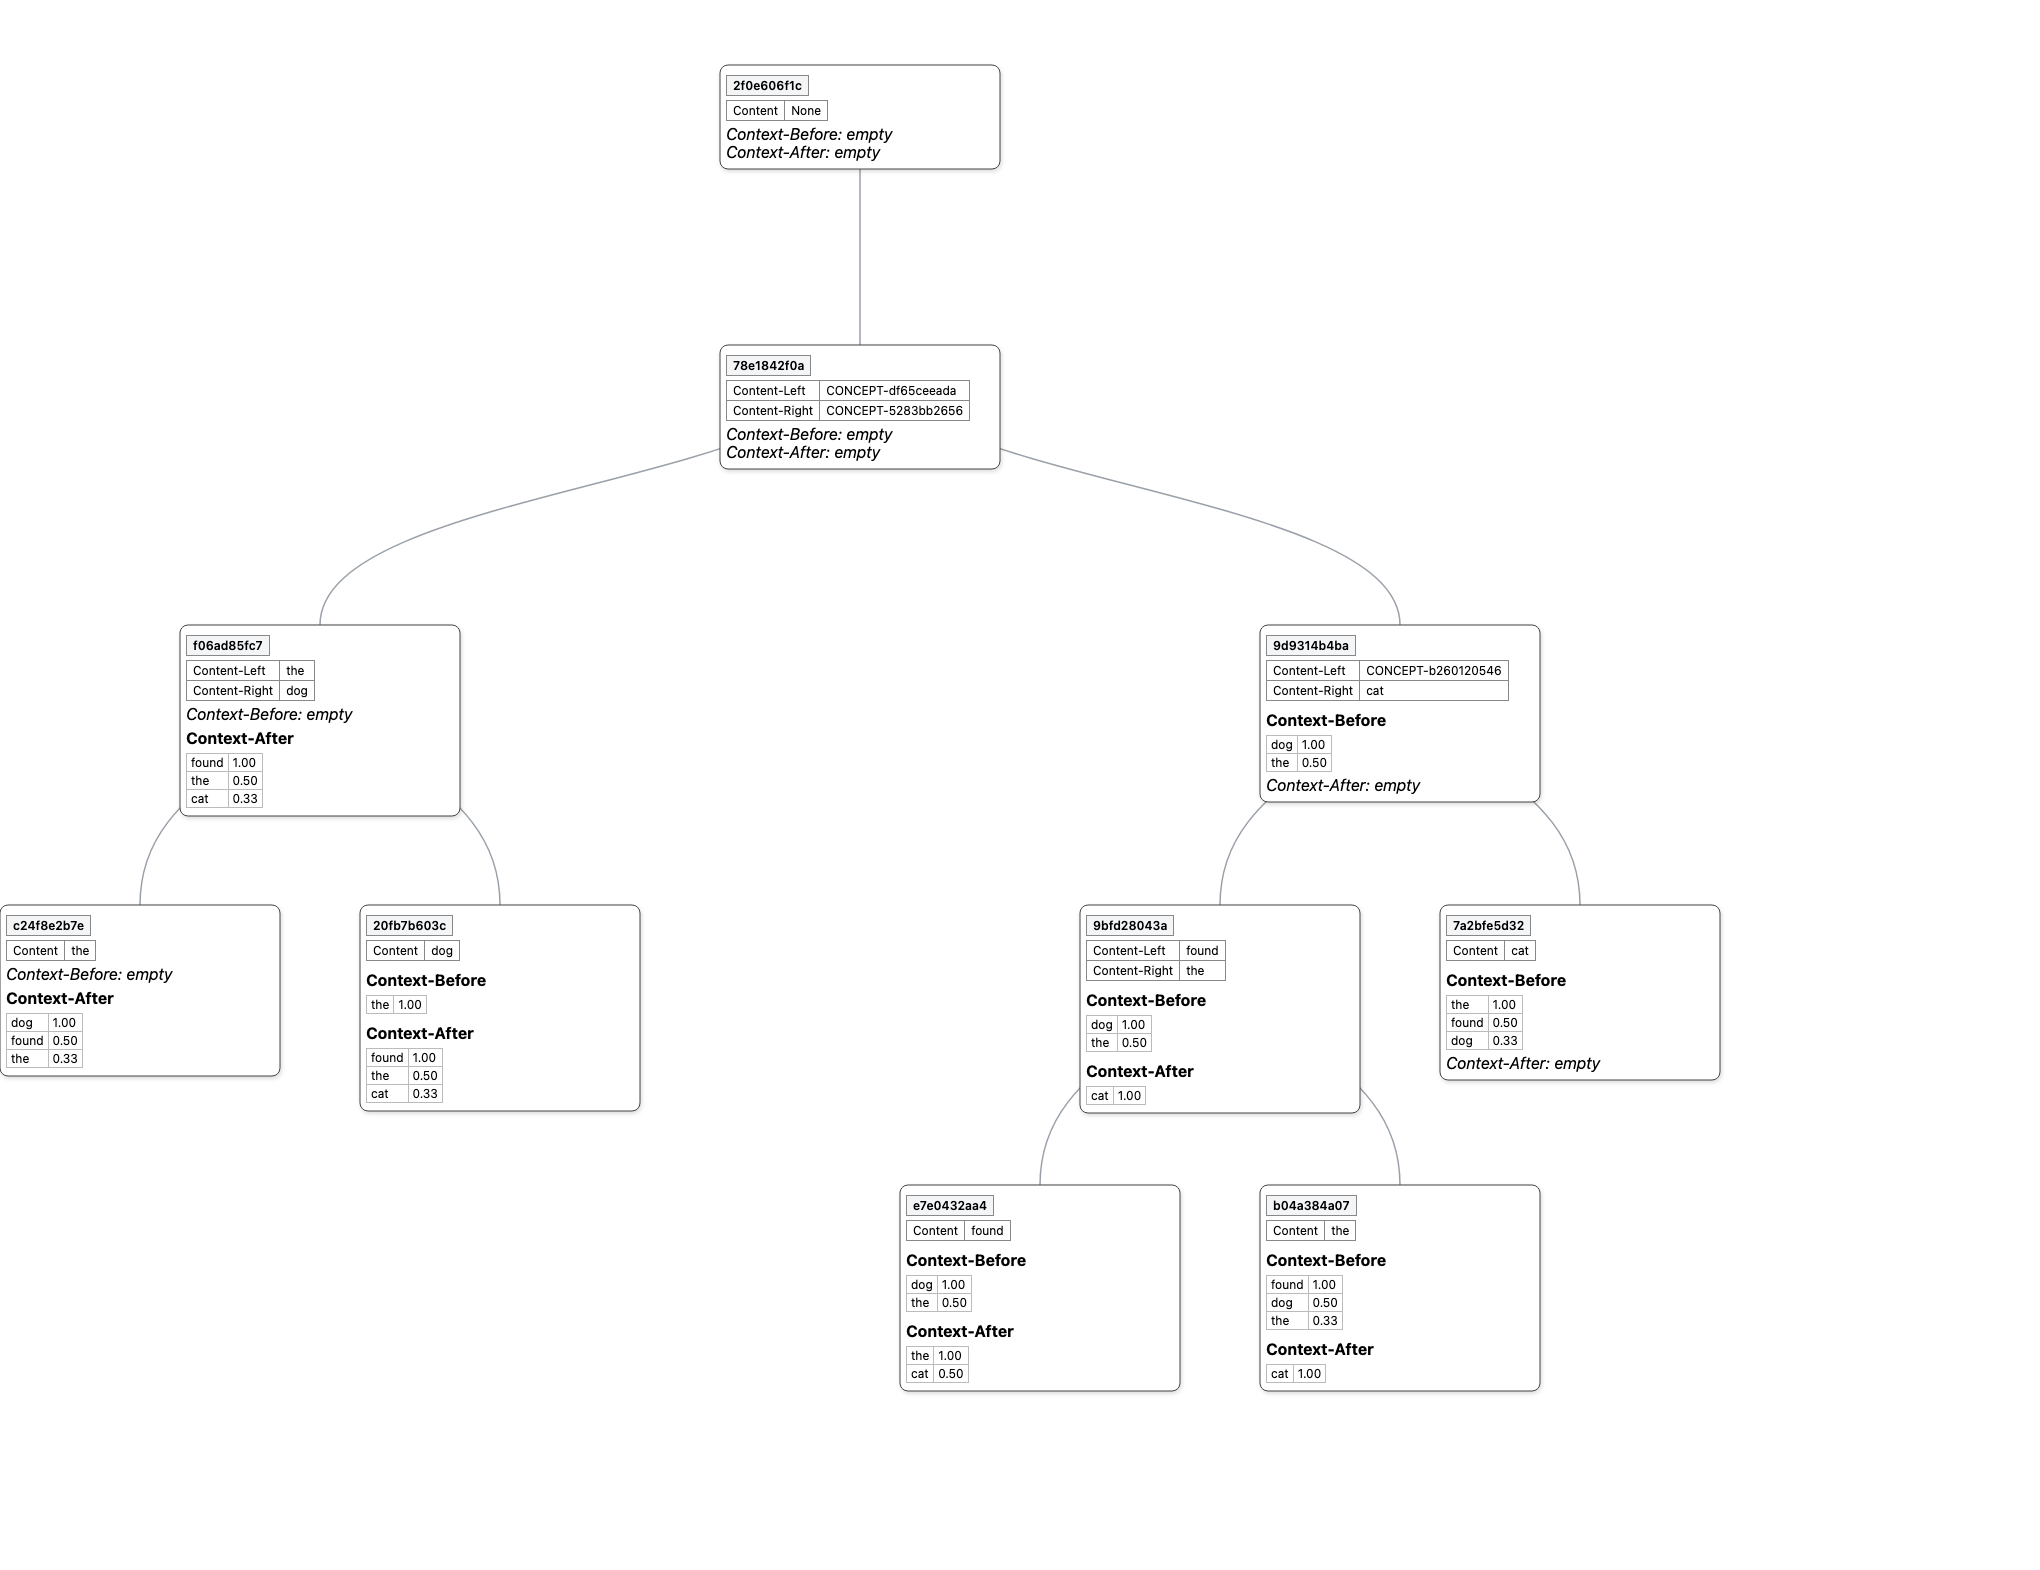 2f0e606f1c
Content None
Context-Before: empty
Context-After: empty
78e1842f0a
Content-Left CONCEPT-df65ceeada
Content-Right CONCEPT-5283bb2656
Context-Before: empty
Context-After: empty
f06ad85fc7
Content-Left the
Content-Right dog
Context-Before: empty
Context-After
found 1.00
the 0.50
cat 0.33
9d9314b4ba
Content-Left CONCEPT-b260120546
Content-Right cat
Context-Before
dog 1.00
the 0.50
Context-After: empty
c24f8e2b7e
Content the
Context-Before: empty
Context-After
dog 1.00
found 0.50
the 0.33
20fb7b603c
Content dog
Context-Before
the 1.00
Context-After
found 1.00
the 0.50
cat 0.33
9bfd28043a
Content-Left found
Content-Right the
Context-Before
dog 1.00
the 0.50
Context-After
cat 1.00
7a2bfe5d32
Content cat
Context-Before
the 1.00
found 0.50
dog 0.33
Context-After: empty
e7e0432aa4
Content found
Context-Before
dog 1.00
the 0.50
Context-After
the 1.00
cat 0.50
b04a384a07
Content the
Context-Before
found 1.00
dog 0.50
the 0.33
Context-After
cat 1.00